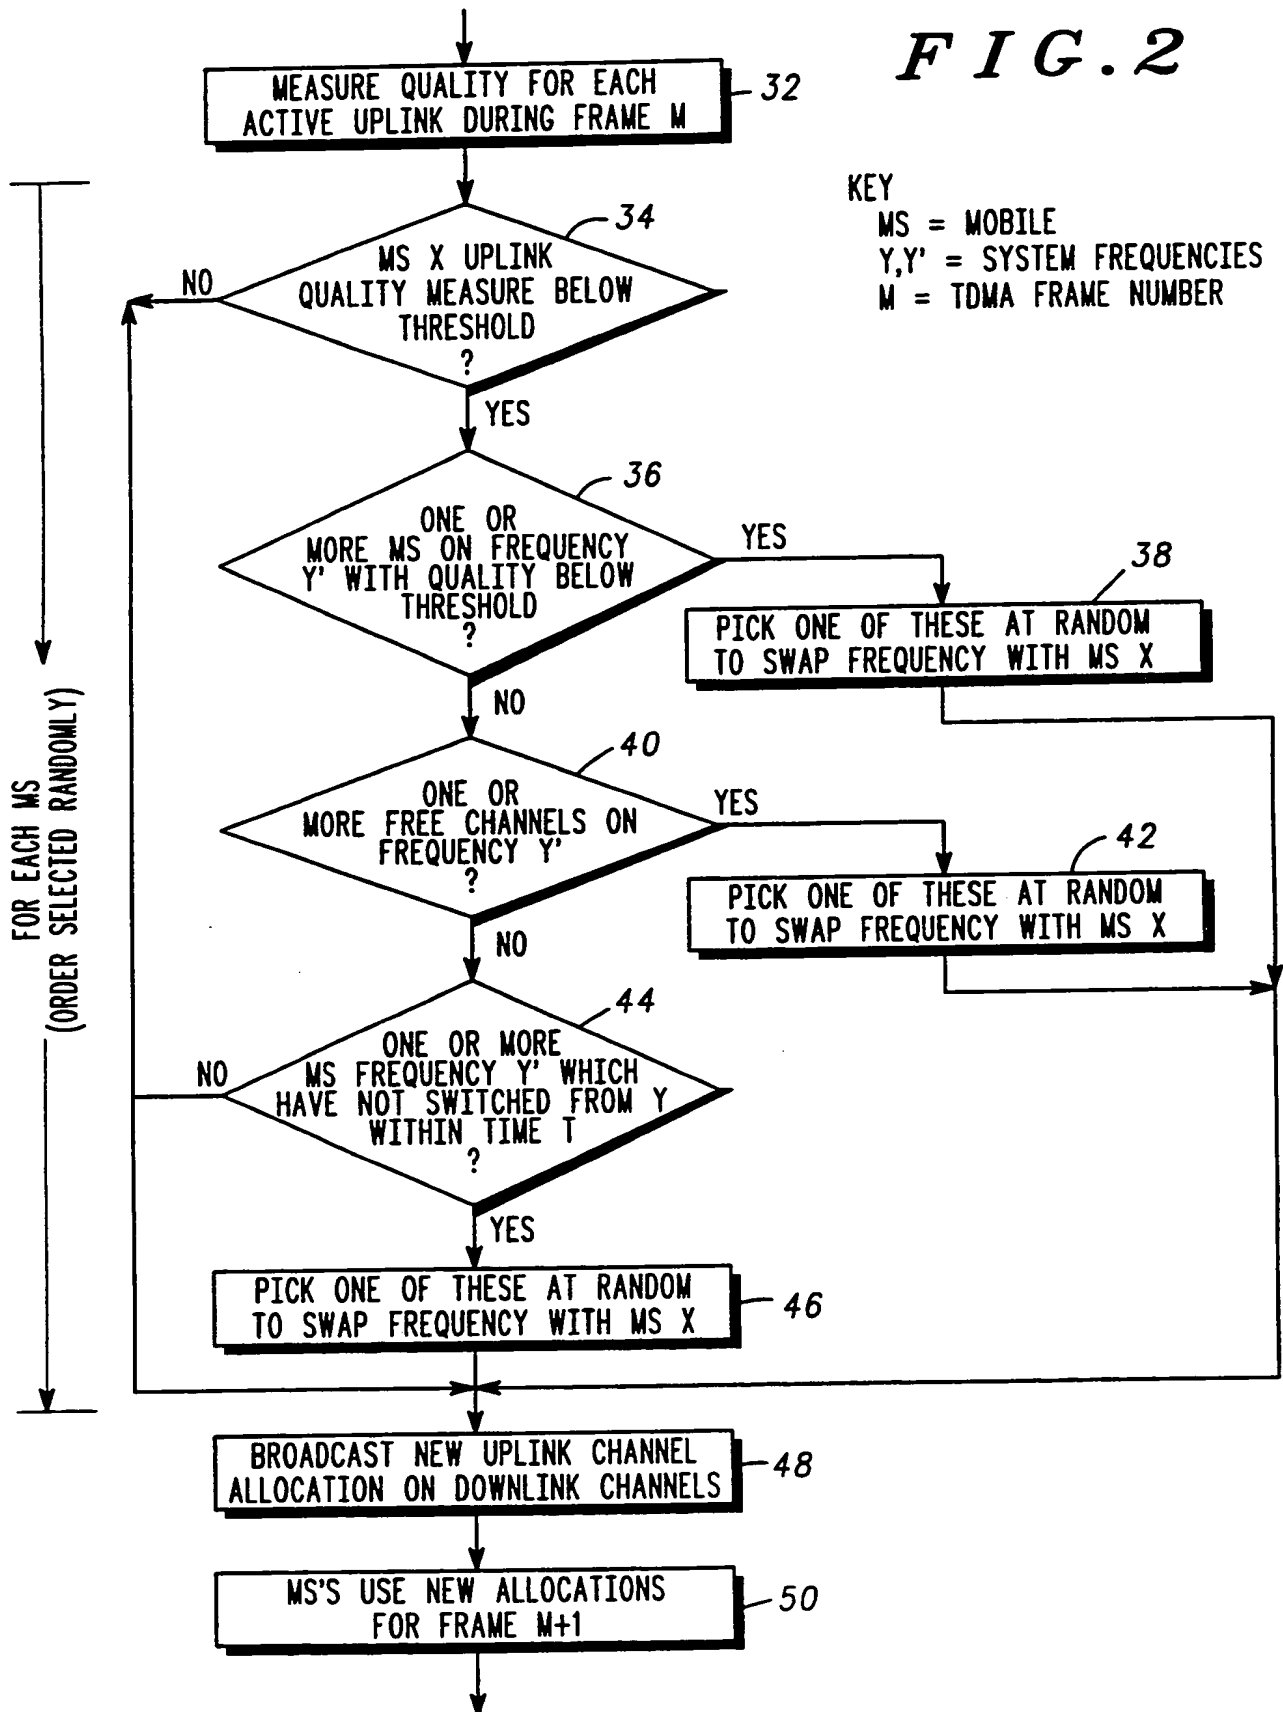 FIG.2
MEASURE QUALITY FOR EACH
ACTIVE UPLINK DURING FRAME M
32
KEY
MS = MOBILE
Y,Y' = SYSTEM FREQUENCIES
M = TDMA FRAME NUMBER
34
MS X UPLINK
QUALITY MEASURE BELOW
THRESHOLD
?
NO
YES
36
ONE OR
MORE MS ON FREQUENCY
Y' WITH QUALITY BELOW
THRESHOLD
?
YES
NO
38
PICK ONE OF THESE AT RANDOM
TO SWAP FREQUENCY WITH MS X
40
ONE OR
MORE FREE CHANNELS ON
FREQUENCY Y'
?
YES
NO
42
PICK ONE OF THESE AT RANDOM
TO SWAP FREQUENCY WITH MS X
44
ONE OR MORE
MS FREQUENCY Y' WHICH
HAVE NOT SWITCHED FROM Y
WITHIN TIME T
?
NO
YES
PICK ONE OF THESE AT RANDOM
TO SWAP FREQUENCY WITH MS X
46
FOR EACH MS
(ORDER SELECTED RANDOMLY)
BROADCAST NEW UPLINK CHANNEL
ALLOCATION ON DOWNLINK CHANNELS
48
MS'S USE NEW ALLOCATIONS
FOR FRAME M+1
50